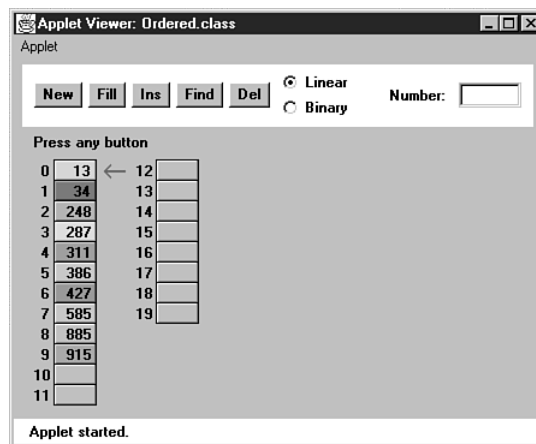 Applet Viewer: Ordered.class
Applet
New Fill Ins Find Del Linear Number:
Binary
Press any button
0 13 12
1 34 13
2 248 14
3 287 15
4 311 16
5 386 17
6 427 18
7 585 19
8 885
9 915
10
11
Applet started.